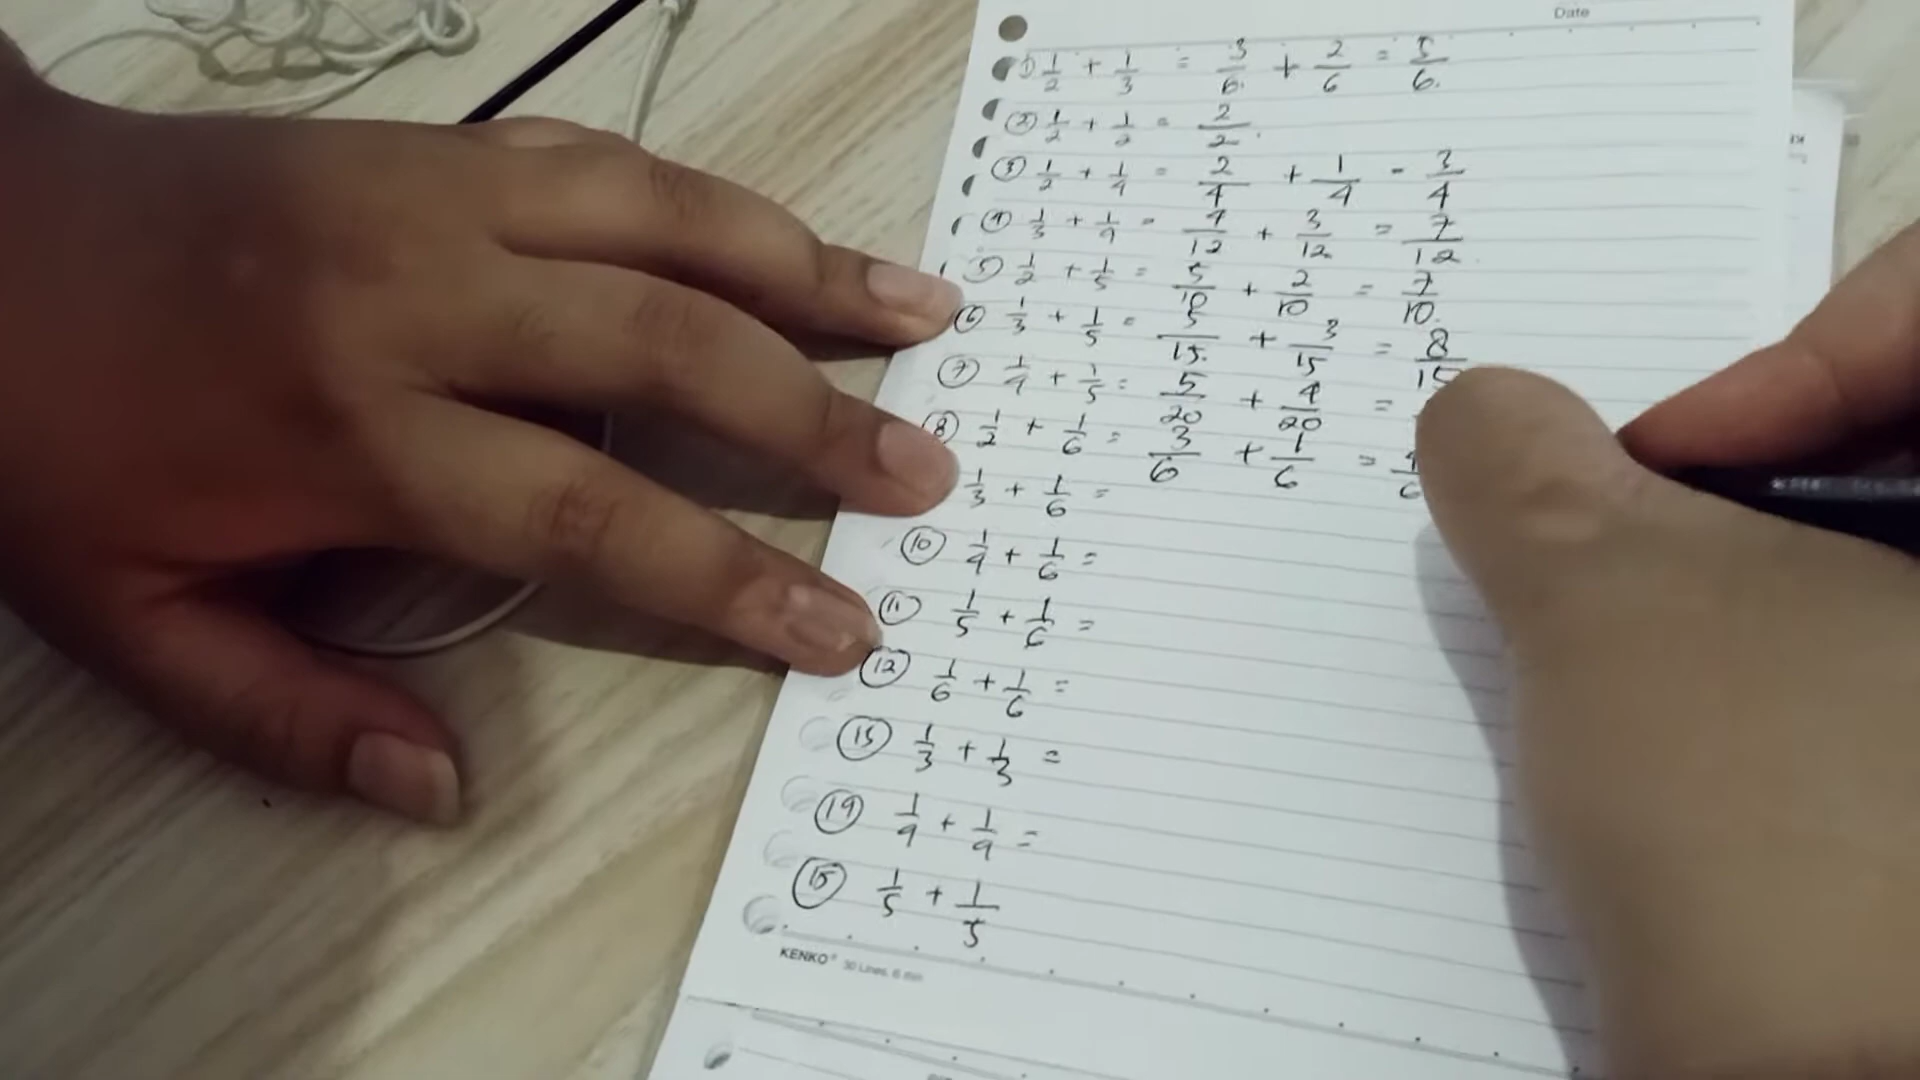 Date
① 1/2 + 1/3 = 3/6 + 2/6 = 5/6.
② 1/2 + 1/2 = 2/2.
③ 1/2 + 1/4 = 2/4 + 1/4 = 3/4
④ 1/3 + 1/4 = 4/12 + 3/12 = 7/12
⑤ 1/2 + 1/5 = 5/10 + 2/10 = 7/10.
⑥ 1/3 + 1/5 = 5/15 + 3/15 = 8/15
⑦ 1/4 + 1/5 = 5/20 + 4/20 =
⑧ 1/2 + 1/6 = 3/6 + 1/6 = 4/6
1/3 + 1/6 =
⑩ 1/4 + 1/6 =
⑪ 1/5 + 1/6 =
⑫ 1/6 + 1/6 =
1/3 + 1/3 =
⑭ 1/4 + 1/4 =
⑮ 1/5 + 1/5
KENKO® 30 Lines, 6 mm